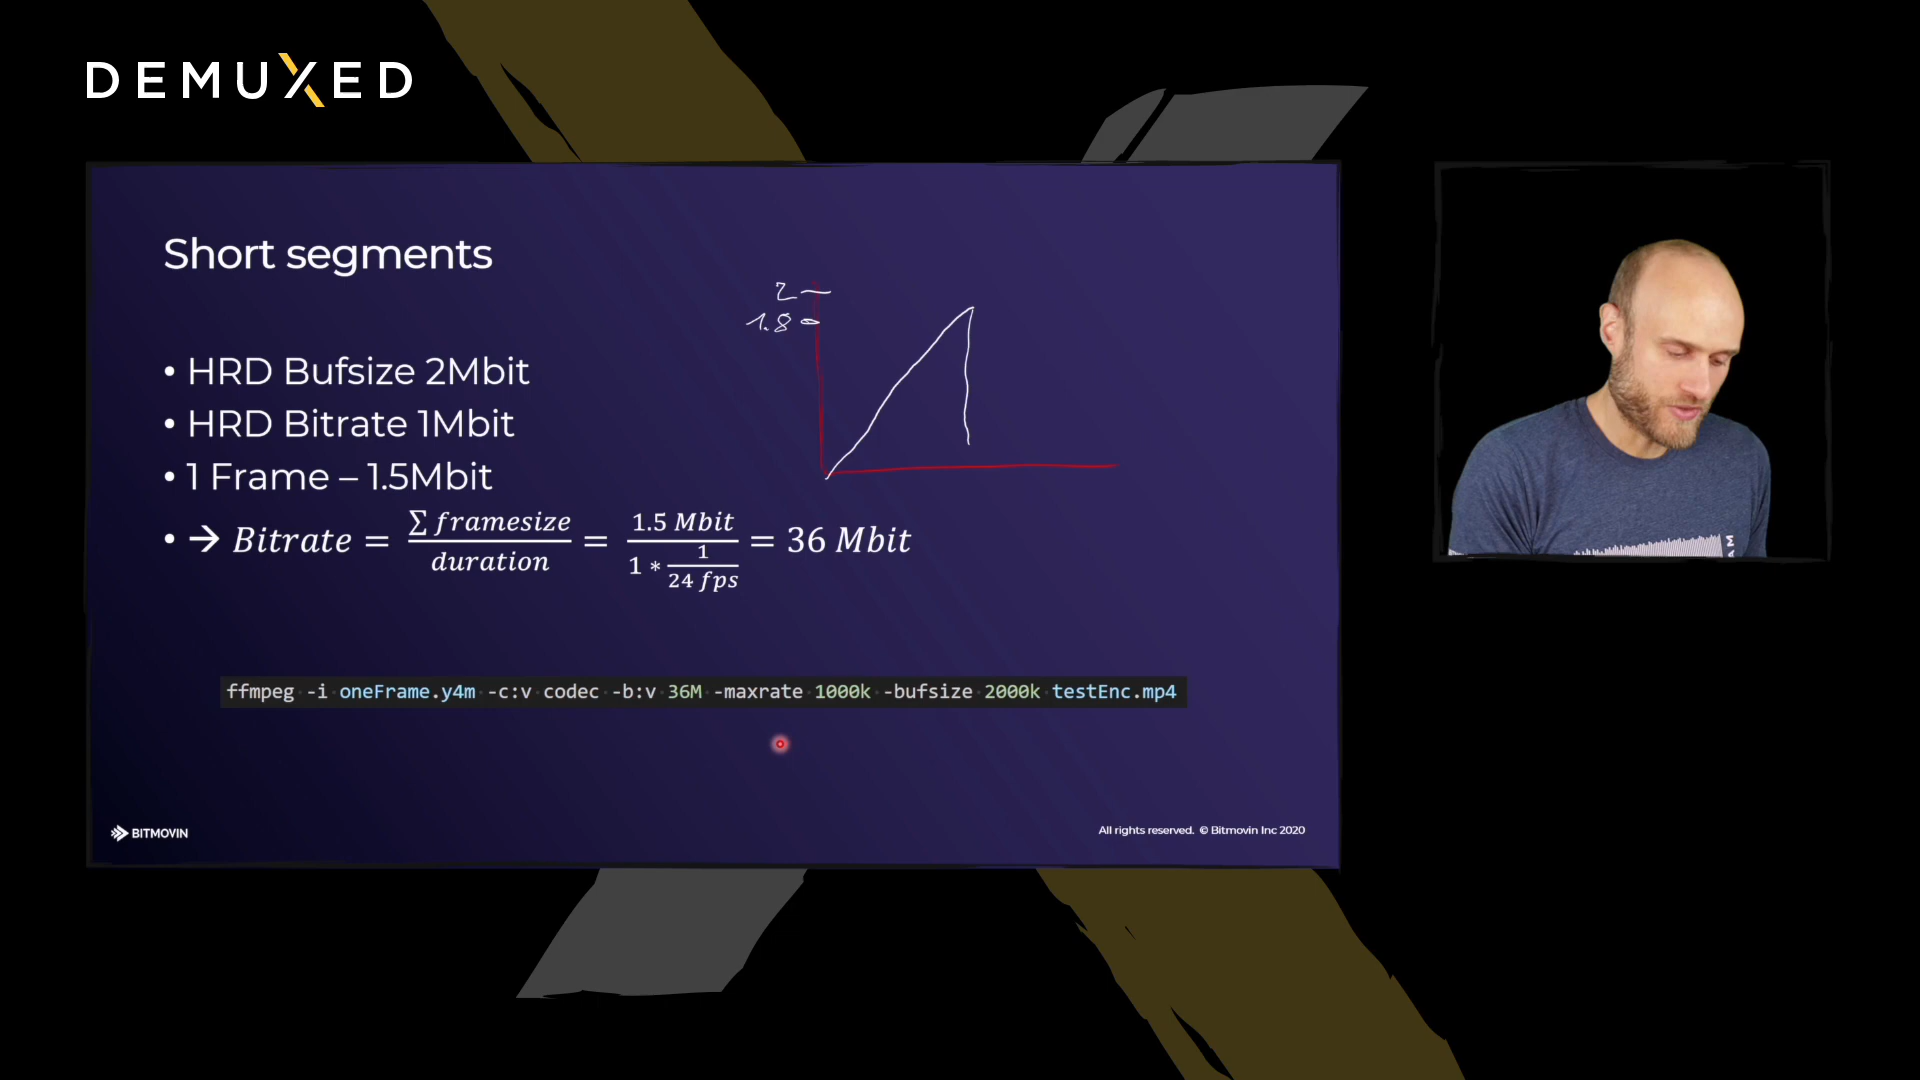 DEMUXED
Short segments
2
1.8
• HRD Bufsize 2Mbit
• HRD Bitrate 1Mbit
• 1 Frame – 1.5Mbit
• → Bitrate = ∑ framesize / duration = 1.5 Mbit / (1 * 1 / 24 fps) = 36 Mbit
ffmpeg -i oneFrame.y4m -c:v codec -b:v 36M -maxrate 1000k -bufsize 2000k testEnc.mp4
BITMOVIN
All rights reserved. © Bitmovin Inc 2020